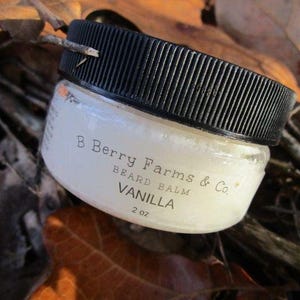 B Berry Farms & Co.
BEARD BALM
VANILLA
2 oz